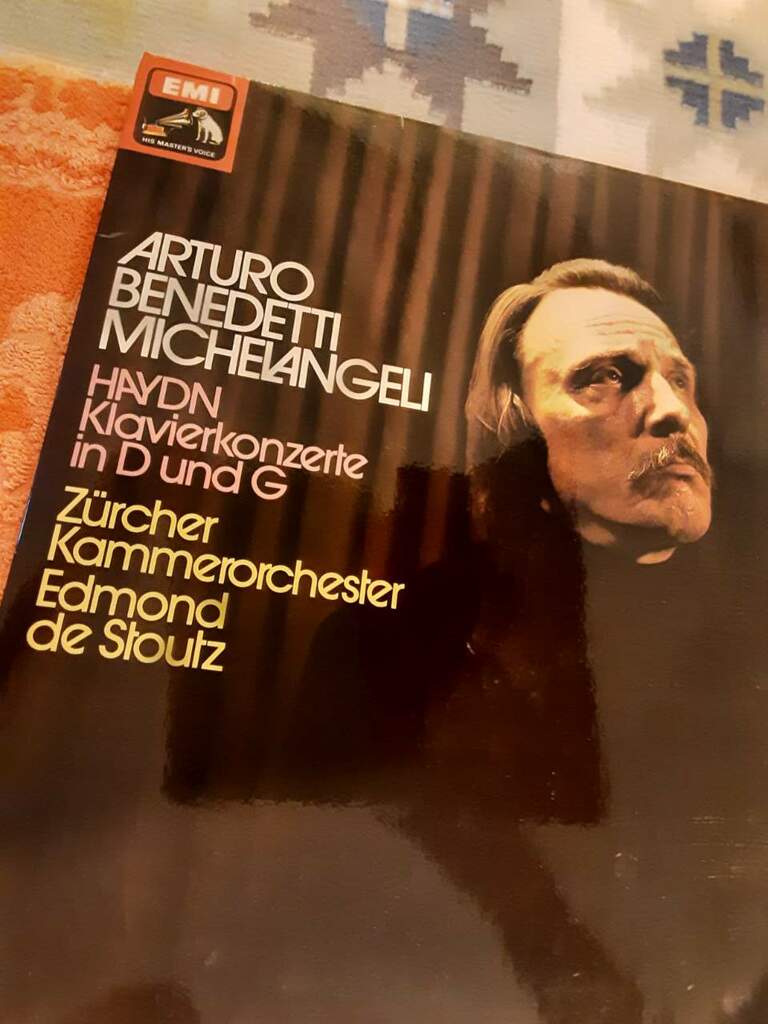 EMI
HIS MASTER'S VOICE
ARTURO
BENEDETTI
MICHELANGELI
HAYDN
Klavierkonzerte
in D und G
Zürcher
Kammerorchester
Edmond
de Stoutz